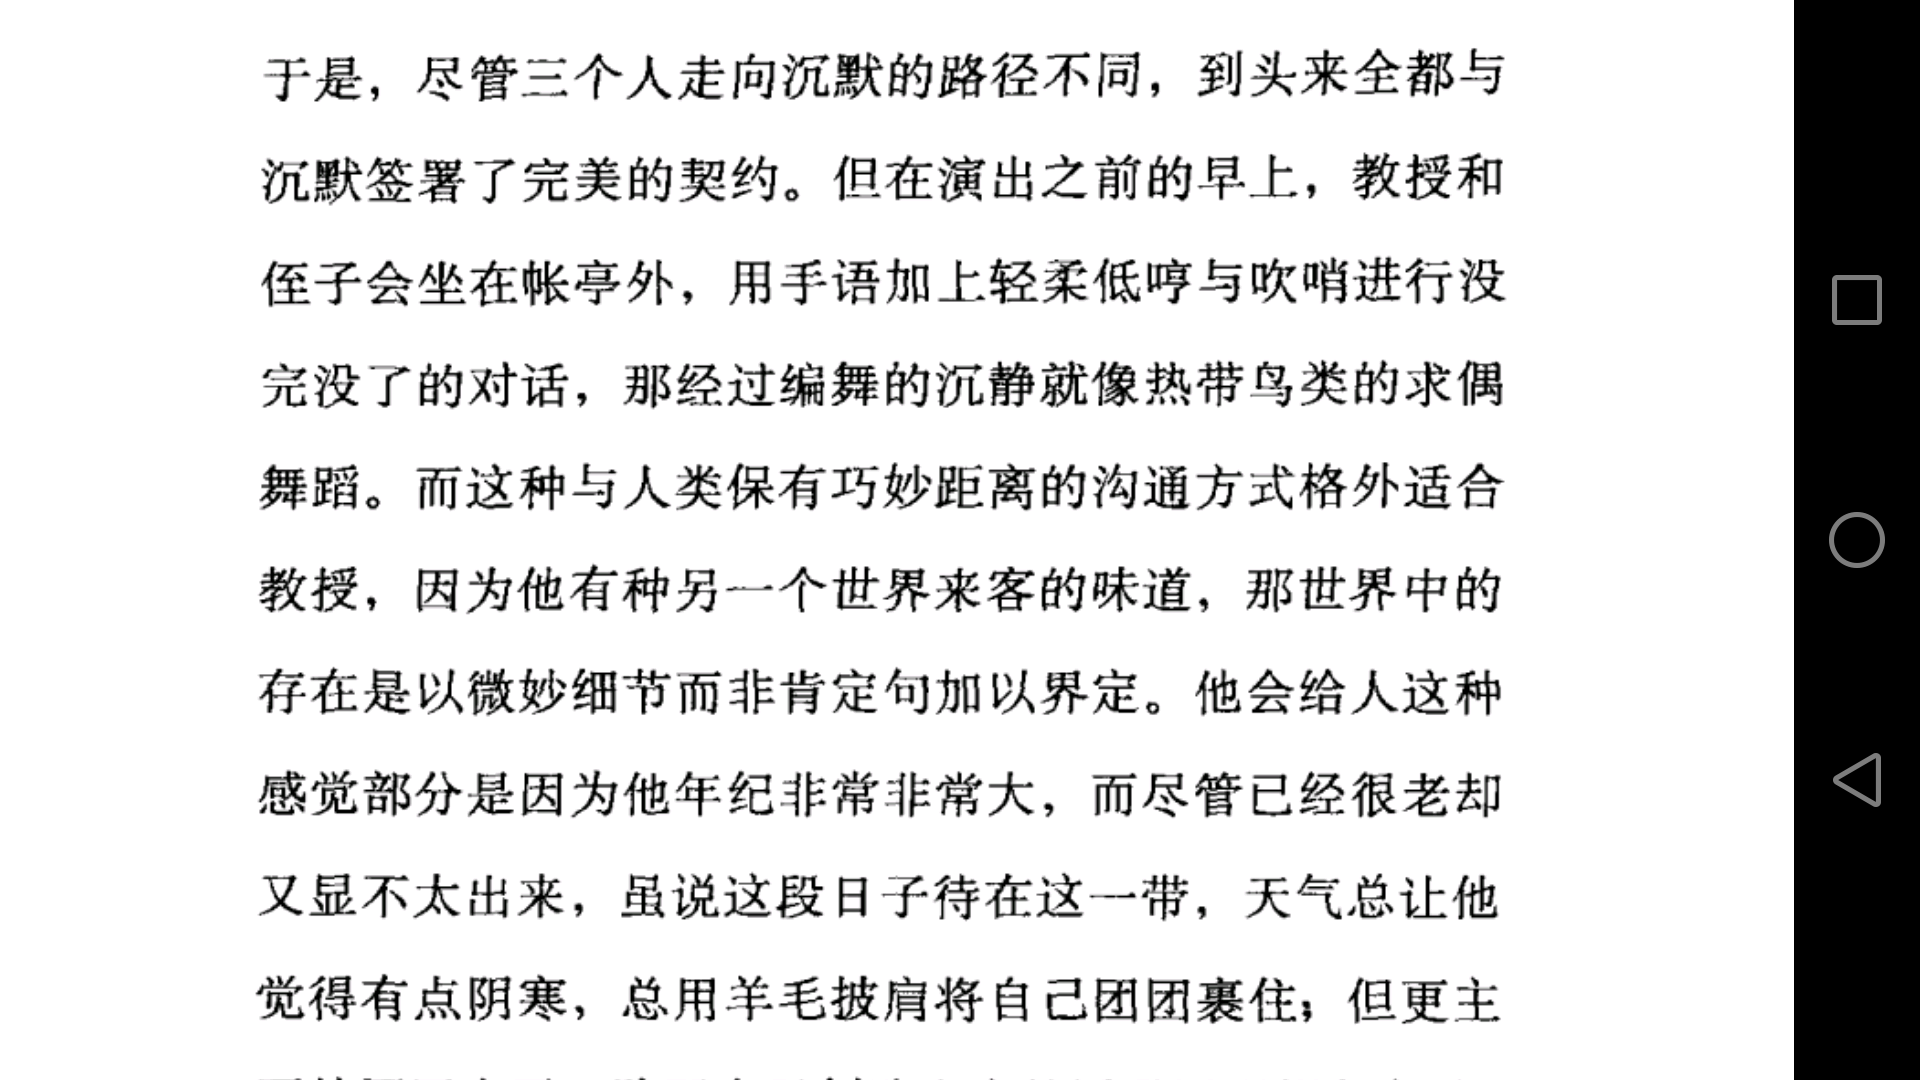 于是，尽管三个人走向沉默的路径不同，到头来全都与
沉默签署了完美的契约。但在演出之前的早上，教授和
侄子会坐在帐亭外，用手语加上轻柔低哼与吹哨进行没
完没了的对话，那经过编舞的沉静就像热带鸟类的求偶
舞蹈。而这种与人类保有巧妙距离的沟通方式格外适合
教授，因为他有种另一个世界来客的味道，那世界中的
存在是以微妙细节而非肯定句加以界定。他会给人这种
感觉部分是因为他年纪非常非常大，而尽管已经很老却
又显不太出来，虽说这段日子待在这一带，天气总让他
觉得有点阴寒，总用羊毛披肩将自己团团裹住；但更主